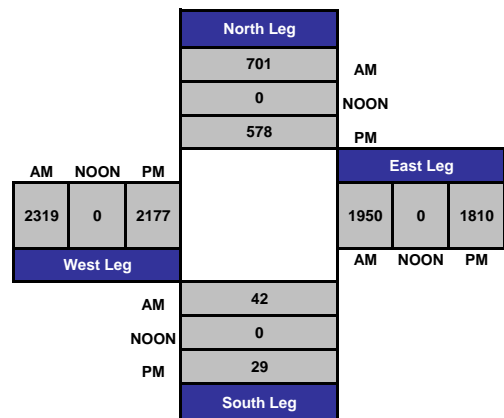 North Leg
701 AM
0 NOON
578 PM
AM NOON PM East Leg
2319 0 2177 1950 0 1810
West Leg AM NOON PM
AM 42
NOON 0
PM 29
South Leg